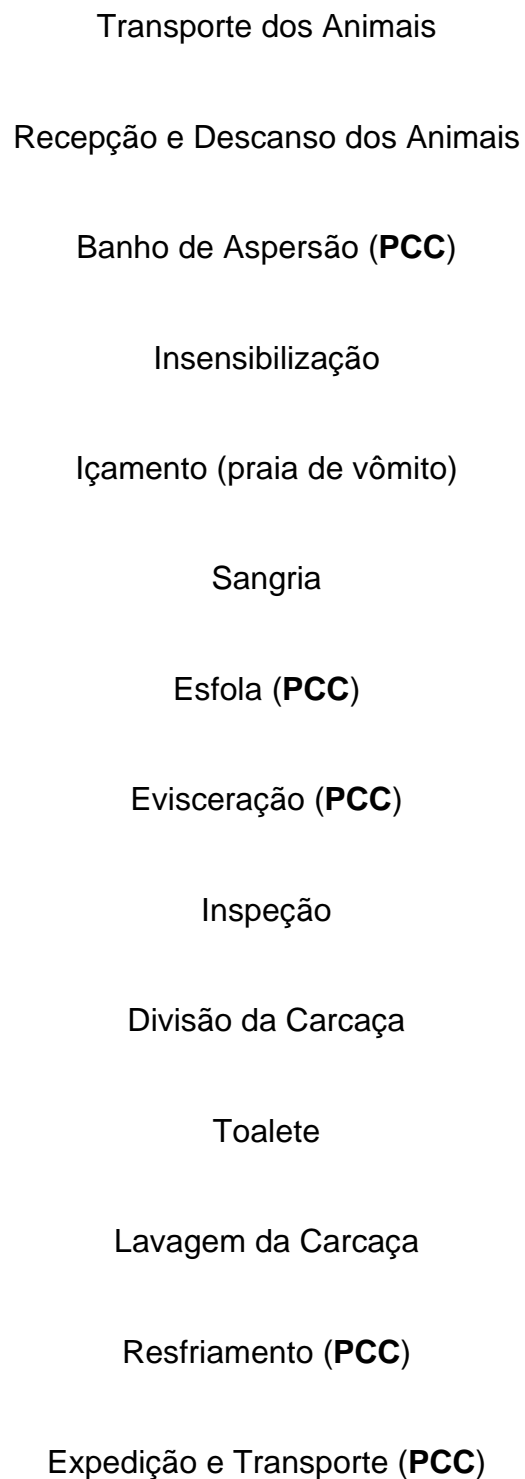 Transporte dos Animais
Recepção e Descanso dos Animais
Banho de Aspersão (PCC)
Insensibilização
Içamento (praia de vômito)
Sangria
Esfola (PCC)
Evisceração (PCC)
Inspeção
Divisão da Carcaça
Toalete
Lavagem da Carcaça
Resfriamento (PCC)
Expedição e Transporte (PCC)